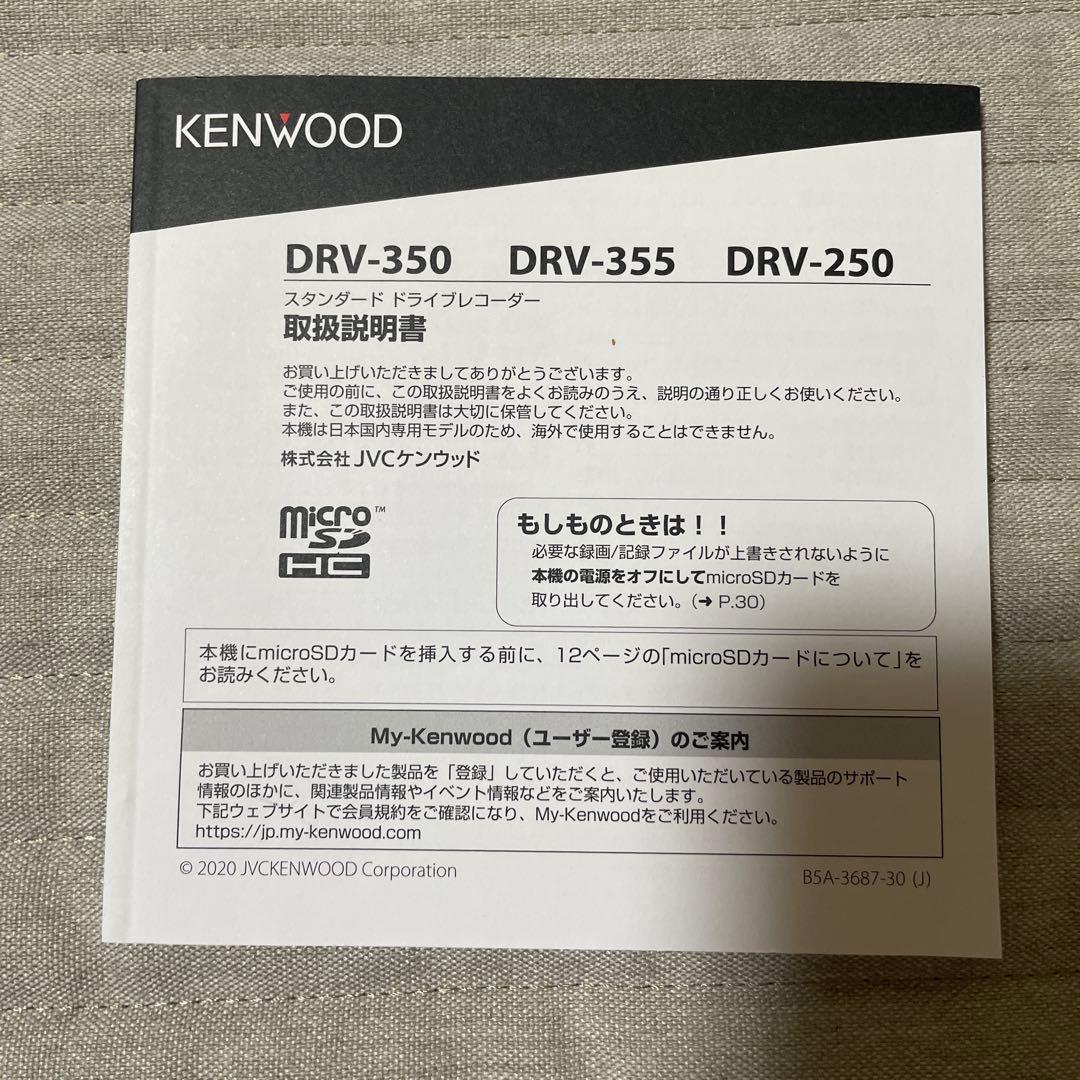 KENWOOD
DRV-350 DRV-355 DRV-250
スタンダード ドライブレコーダー
取扱説明書
お買い上げいただきましてありがとうございます。
ご使用の前に、この取扱説明書をよくお読みのうえ、説明の通り正しくお使いください。
また、この取扱説明書は大切に保管してください。
本機は日本国内専用モデルのため、海外で使用することはできません。
株式会社 JVCケンウッド
micro™
SD
HC
もしものときは！！
必要な録画/記録ファイルが上書きされないように
本機の電源をオフにしてmicroSDカードを
取り出してください。（➜ P.30）
本機にmicroSDカードを挿入する前に、12ページの「microSDカードについて」を
お読みください。
My-Kenwood（ユーザー登録）のご案内
お買い上げいただきました製品を「登録」していただくと、ご使用いただいている製品のサポート
情報のほかに、関連製品情報やイベント情報などをご案内いたします。
下記ウェブサイトで会員規約をご確認になり、My-Kenwoodをご利用ください。
https://jp.my-kenwood.com
© 2020 JVCKENWOOD Corporation
B5A-3687-30 (J)